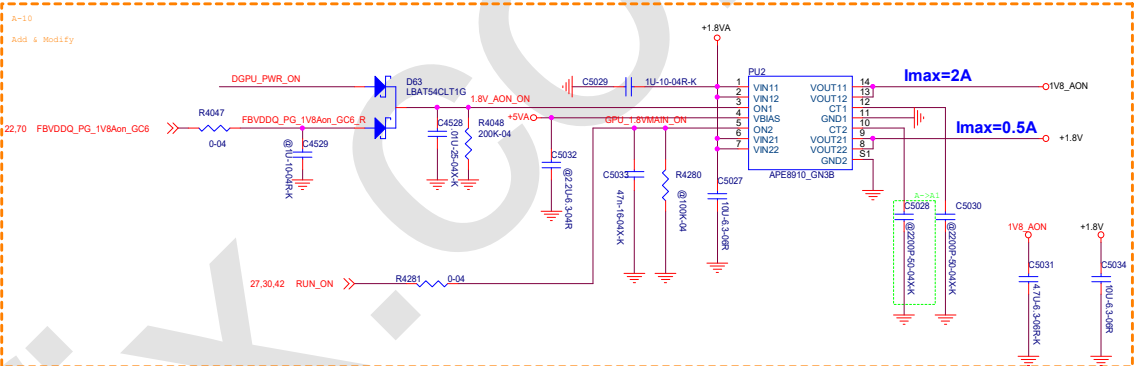 A-10
Add & Modify
+1.8VA
DGPU_PWR_ON
D63
LBAT54CLT1G
C5029
1U-10-04R-K
PU2
1 VIN11 VOUT11 14
2 VIN12 VOUT12 13
3 ON1 CT1 12
4 VBIAS GND1 11
5 ON2 CT2 10
6 VIN21 VOUT21 9
7 VIN22 VOUT22 8
GND2 S1
APE8910_GN3B
Imax=2A
1V8_AON
Imax=0.5A
+1.8V
1.8V_AON_ON
+5VA
GPU_1.8VMAIN_ON
22,70 FBVDDQ_PG_1V8Aon_GC6
R4047
0-04
FBVDDQ_PG_1V8Aon_GC6_R
C4529
@1U-10-04R-K
C4528
.01U-25-04X-K
R4048
200K-04
C5032
@2.2U-6.3-04R
C5033
47n-16-04X-K
R4280
@100K-04
C5027
10U-6.3-06R
A->A1
C5028
@2200P-50-04X-K
C5030
@2200P-50-04X-K
27,30,42 RUN_ON
R4281
0-04
1V8_AON
C5031
4.7U-6.3-06R-K
+1.8V
C5034
10U-6.3-06R